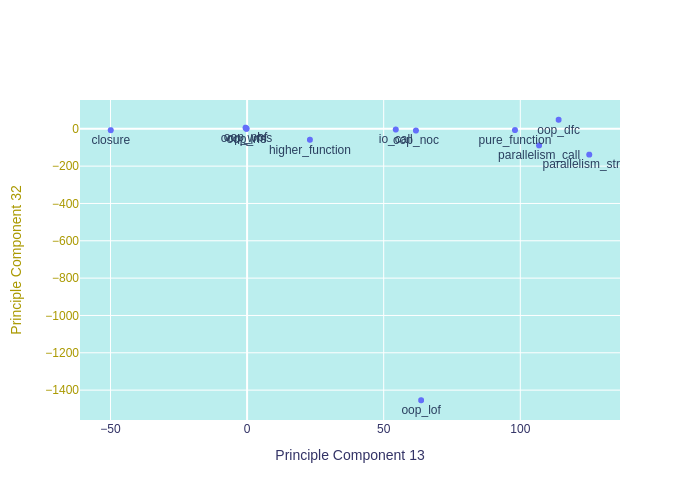 Principle Component 32
0
−200
−400
−600
−800
−1000
−1200
−1400
closure
higher_function
oop_noc
pure_function
oop_dfc
parallelism_call
parallelism_str
oop_lof
−50
0
50
100
Principle Component 13